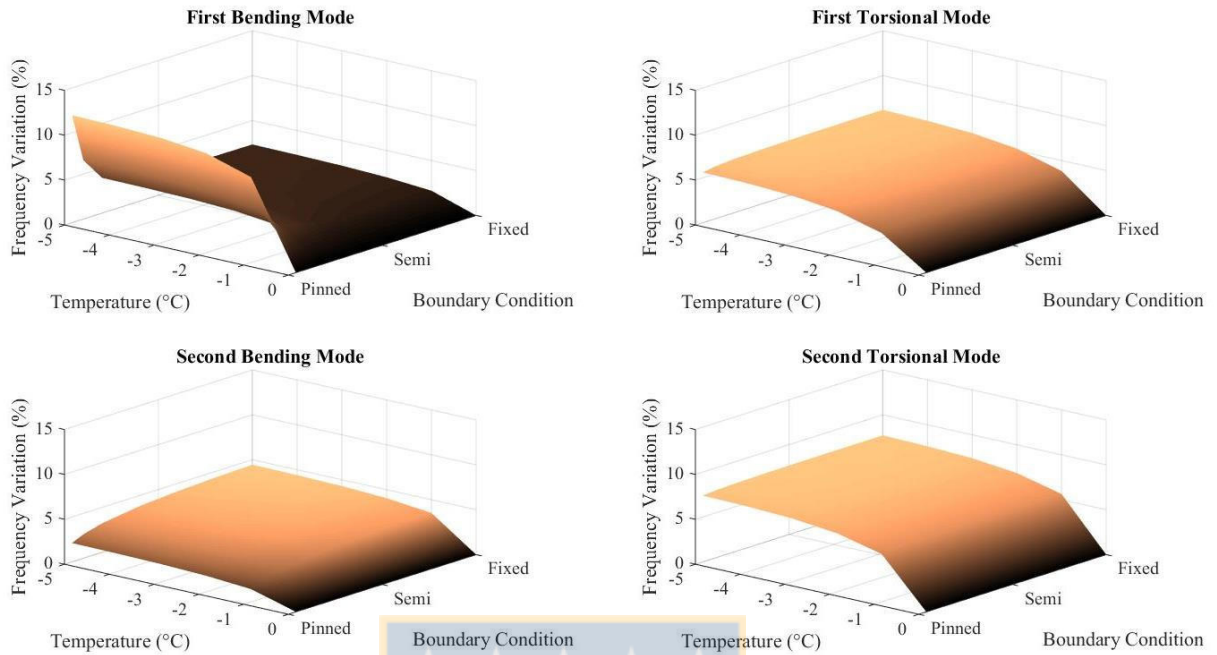 First Bending Mode
Frequency Variation (%)
15
10
5
0
-5
-4
-3
-2
-1
0
Temperature (°C)
Pinned
Semi
Fixed
Boundary Condition
First Torsional Mode
Frequency Variation (%)
15
10
5
0
-5
-4
-3
-2
-1
0
Temperature (°C)
Pinned
Semi
Fixed
Boundary Condition
Second Bending Mode
Frequency Variation (%)
15
10
5
0
-5
-4
-3
-2
-1
0
Temperature (°C)
Pinned
Semi
Fixed
Boundary Condition
Second Torsional Mode
Frequency Variation (%)
15
10
5
0
-5
-4
-3
-2
-1
0
Temperature (°C)
Pinned
Semi
Fixed
Boundary Condition